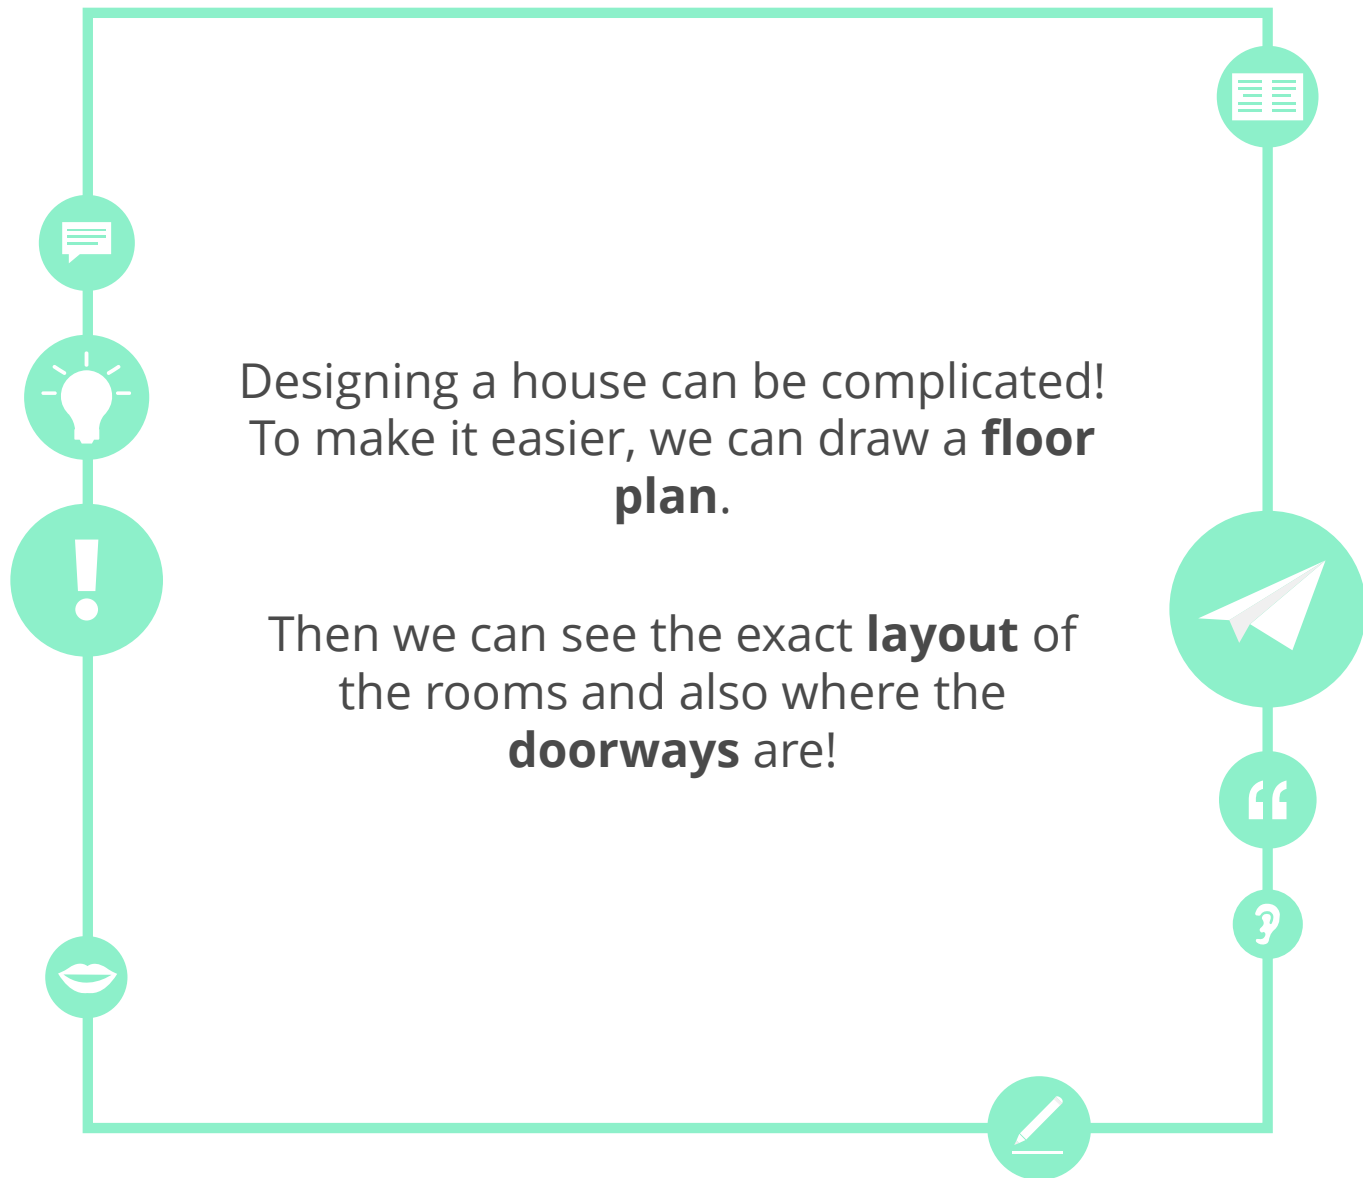 Designing a house can be complicated!
To make it easier, we can draw a floor
plan.
Then we can see the exact layout of
the rooms and also where the
doorways are!